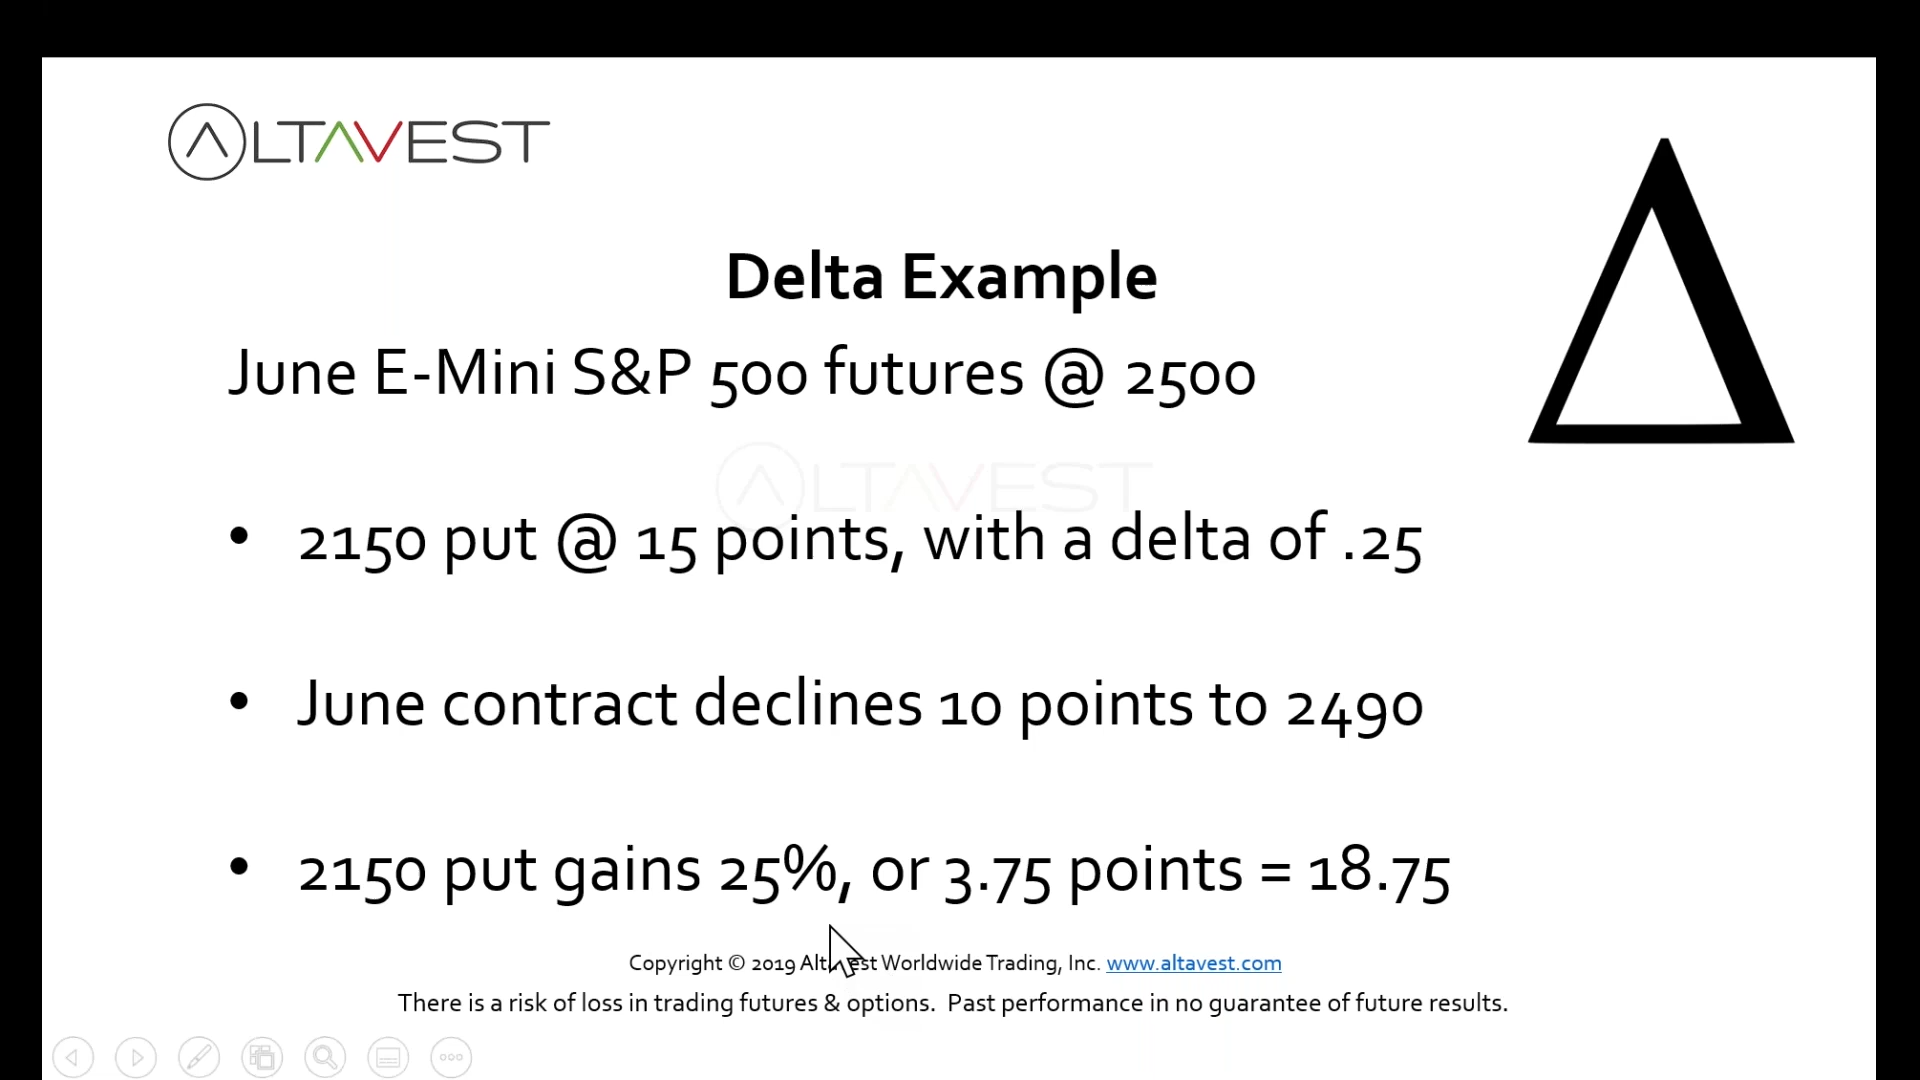 ALTAVEST
Delta Example
June E-Mini S&P 500 futures @ 2500
ALTAVEST
• 2150 put @ 15 points, with a delta of .25
• June contract declines 10 points to 2490
• 2150 put gains 25%, or 3.75 points = 18.75
Copyright © 2019 Altavest Worldwide Trading, Inc. www.altavest.com
There is a risk of loss in trading futures & options. Past performance in no guarantee of future results.